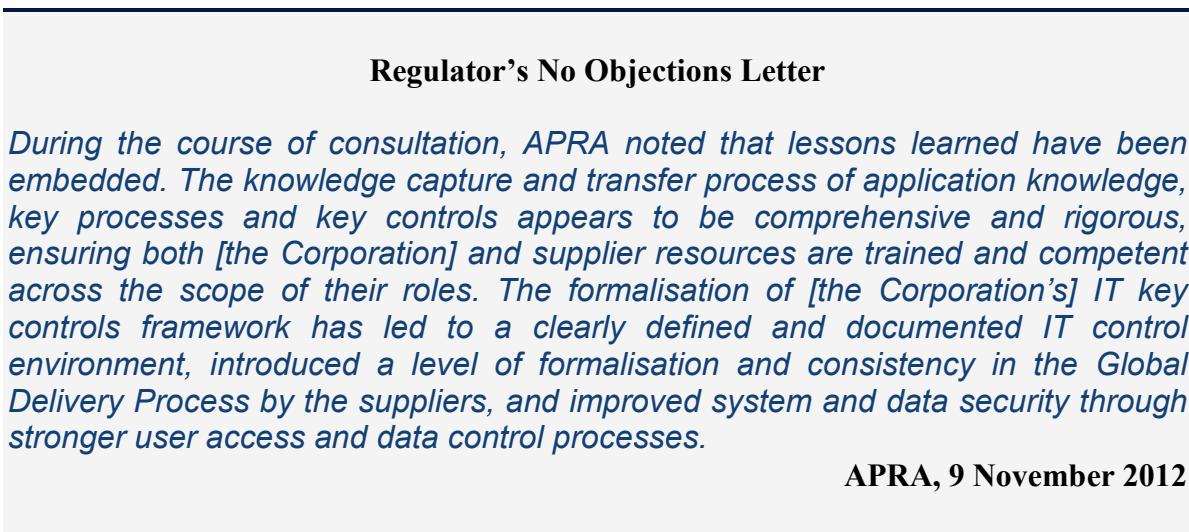 Regulator’s No Objections Letter
During the course of consultation, APRA noted that lessons learned have been
embedded. The knowledge capture and transfer process of application knowledge,
key processes and key controls appears to be comprehensive and rigorous,
ensuring both [the Corporation] and supplier resources are trained and competent
across the scope of their roles. The formalisation of [the Corporation’s] IT key
controls framework has led to a clearly defined and documented IT control
environment, introduced a level of formalisation and consistency in the Global
Delivery Process by the suppliers, and improved system and data security through
stronger user access and data control processes.
APRA, 9 November 2012